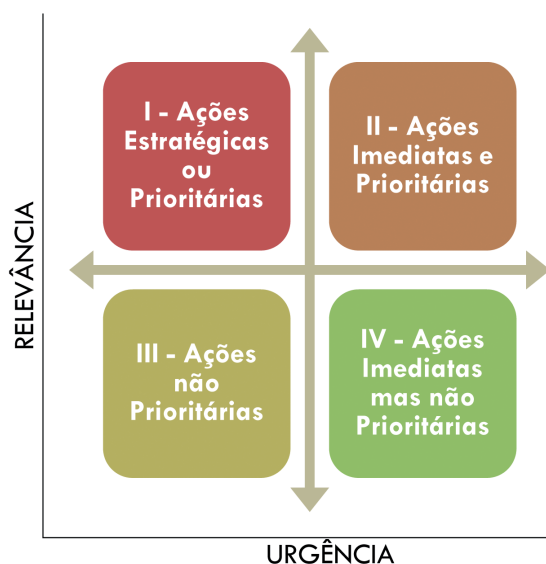 I - Ações
Estratégicas
ou
Prioritárias
II - Ações
Imediatas e
Prioritárias
RELEVÂNCIA
III - Ações
não
Prioritárias
IV - Ações
Imediatas
mas não
Prioritárias
URGÊNCIA